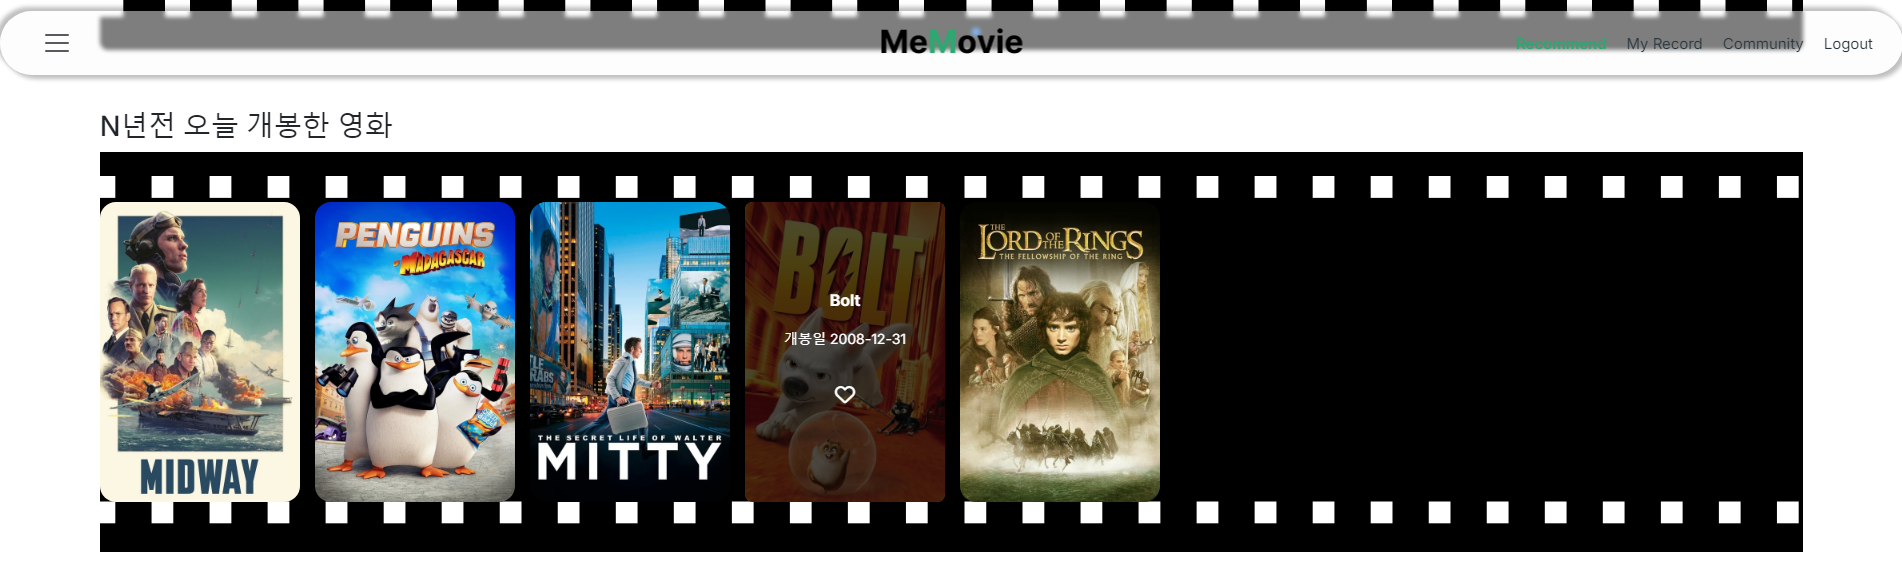 MeMovie
Recommend My Record Community Logout
N년전 오늘 개봉한 영화
MIDWAY
PENGUINS
OF MADAGASCAR
THE SECRET LIFE OF WALTER
MITTY
BOLT
Bolt
개봉일 2008-12-31
THE LORD OF THE RINGS
THE FELLOWSHIP OF THE RING